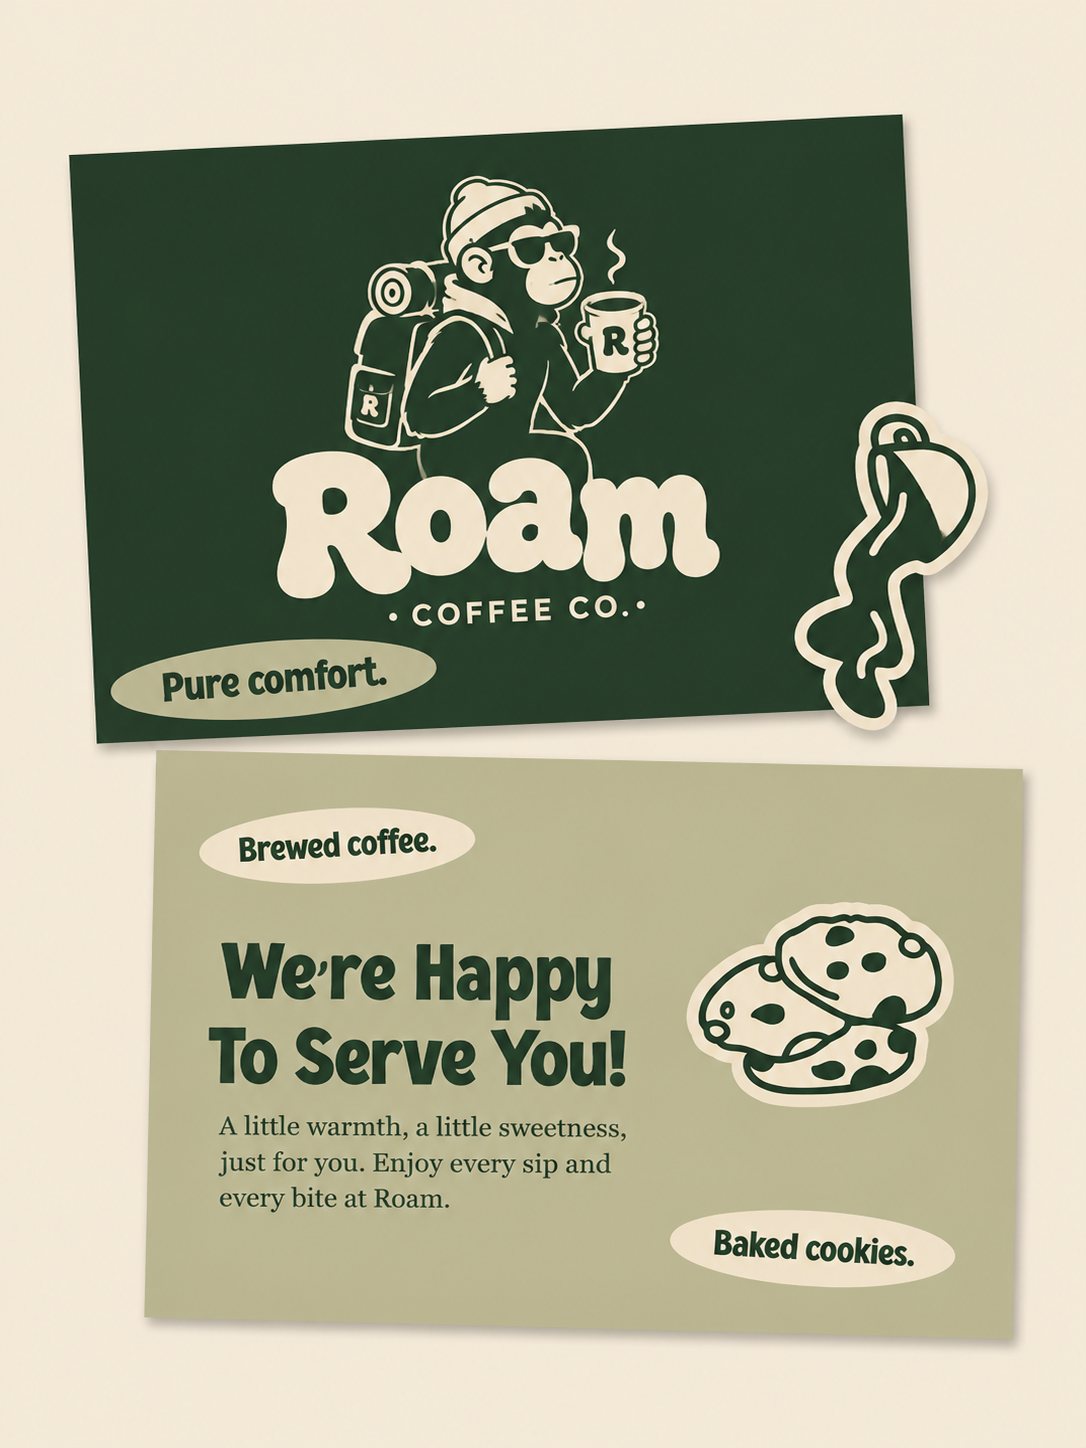 R
R
Roam
• COFFEE CO. •
Pure comfort.
Brewed coffee.
We're Happy
To Serve You!
A little warmth, a little sweetness,
just for you. Enjoy every sip and
every bite at Roam.
Baked cookies.